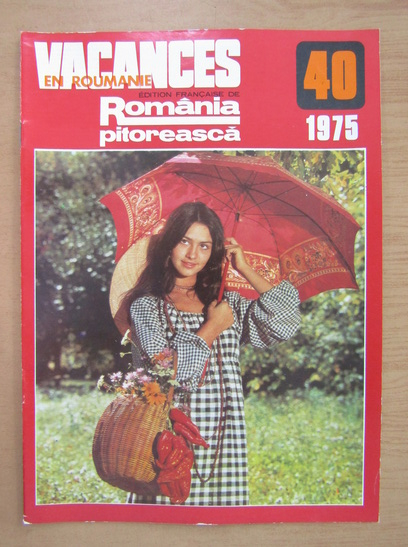 VACANCES
EN ROUMANIE
EDITION FRANÇAISE DE
România
pitorească
40
1975